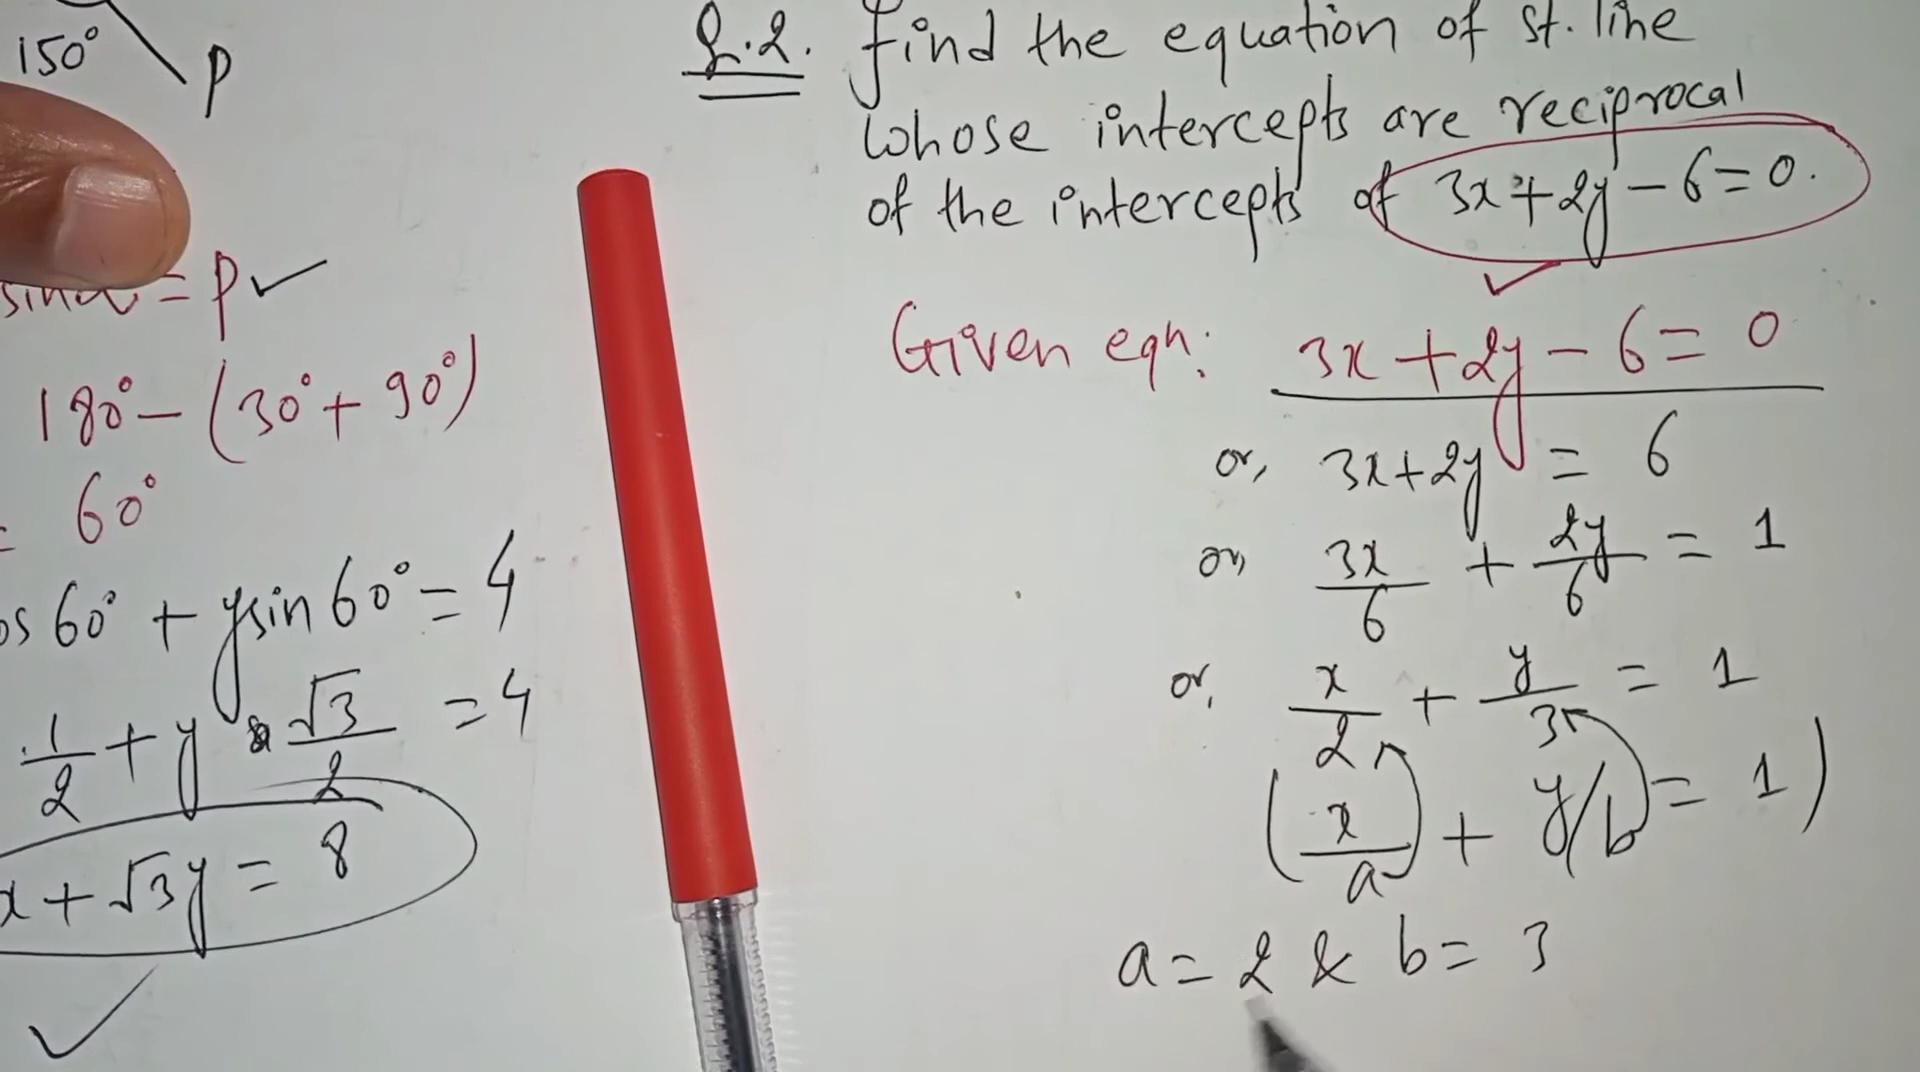 150°
p
sinα = p ✓
180° - (30° + 90°)
= 60°
os 60° + y sin 60° = 4
1/2 + y √3/2 = 4
x + √3y = 8
Q.2. find the equation of st. line
whose intercepts are reciprocal
of the intercepts of 3x + 2y - 6 = 0.
Given eqn: 3x + 2y - 6 = 0
or, 3x + 2y = 6
or, 3x/6 + 2y/6 = 1
or, x/2 + y/3 = 1
(x/a + y/b = 1)
a = 2 & b = 3